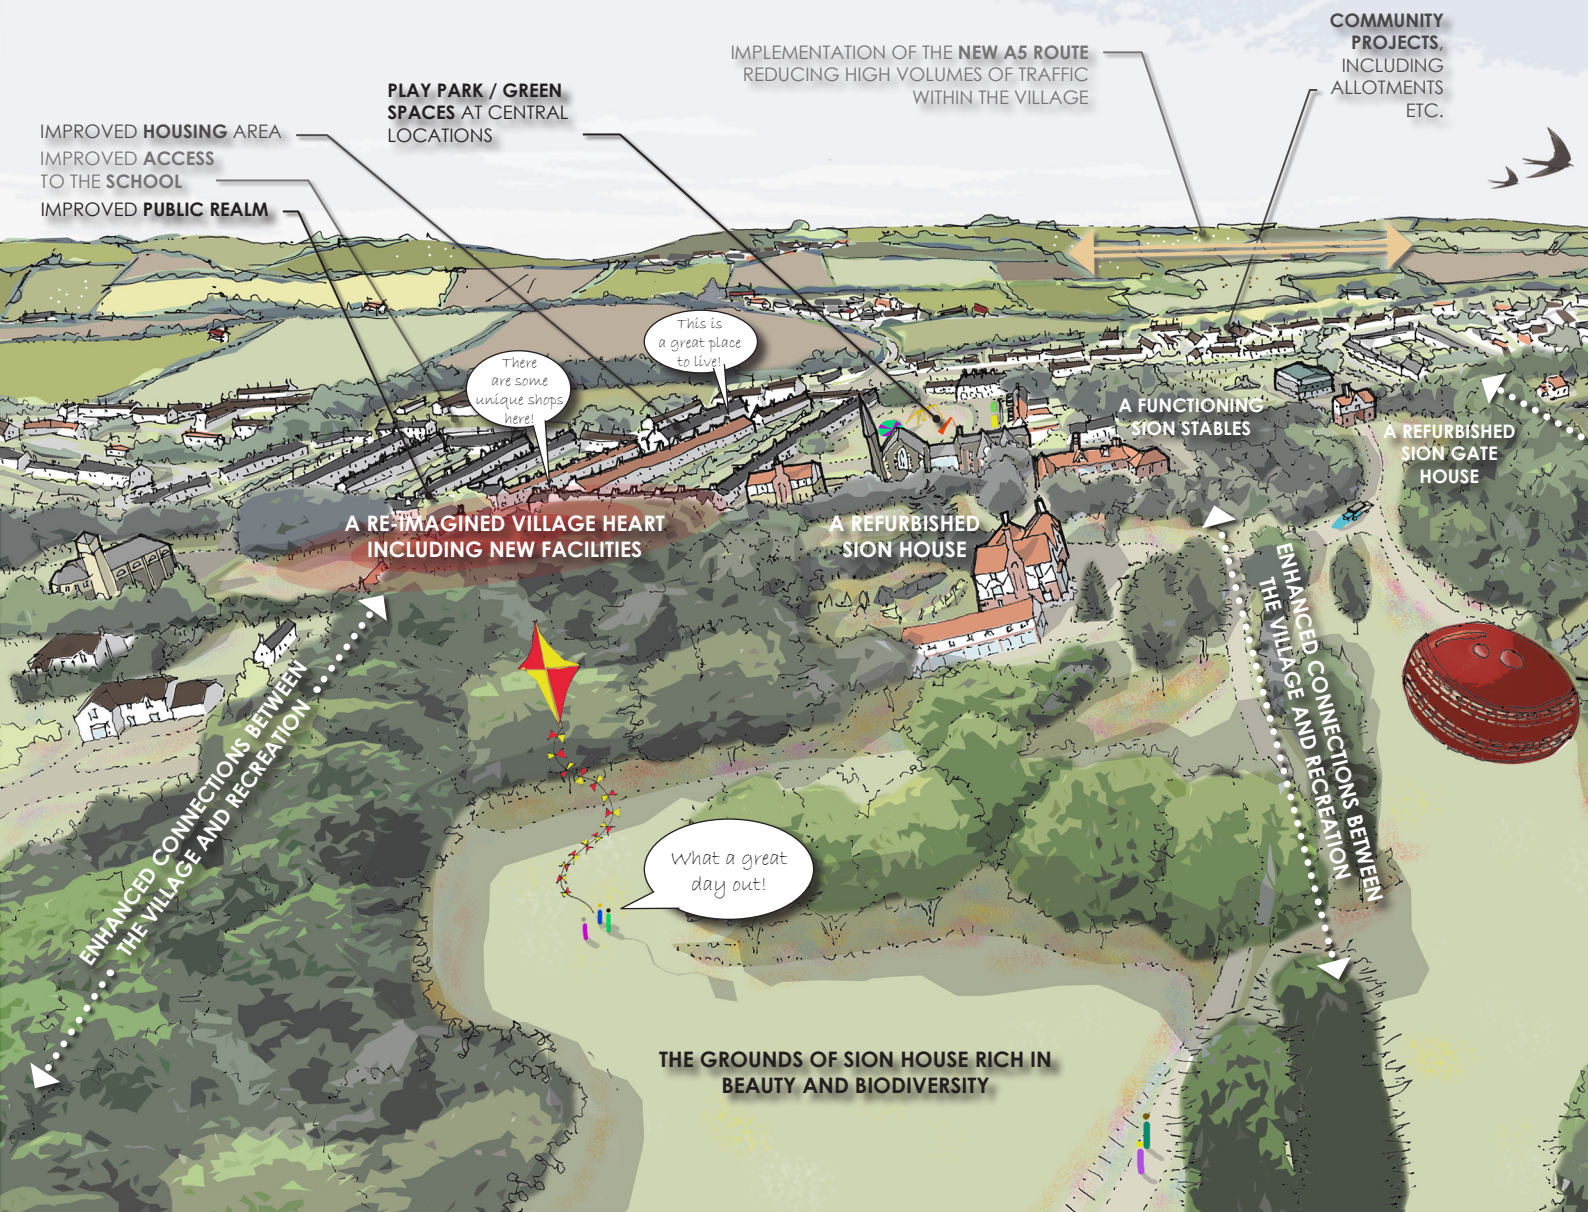 COMMUNITY
PROJECTS,
INCLUDING
ALLOTMENTS
ETC.
IMPLEMENTATION OF THE NEW A5 ROUTE
REDUCING HIGH VOLUMES OF TRAFFIC
WITHIN THE VILLAGE
PLAY PARK / GREEN
SPACES AT CENTRAL
LOCATIONS
IMPROVED HOUSING AREA
IMPROVED ACCESS
TO THE SCHOOL
IMPROVED PUBLIC REALM
This is
a great place
to live!
There
are some
unique shops
here!
A FUNCTIONING
SION STABLES
A REFURBISHED
SION GATE
HOUSE
A RE-IMAGINED VILLAGE HEART
INCLUDING NEW FACILITIES
A REFURBISHED
SION HOUSE
ENHANCED CONNECTIONS BETWEEN
THE VILLAGE AND RECREATION
ENHANCED CONNECTIONS BETWEEN
THE VILLAGE AND RECREATION
What a great
day out!
THE GROUNDS OF SION HOUSE RICH IN
BEAUTY AND BIODIVERSITY